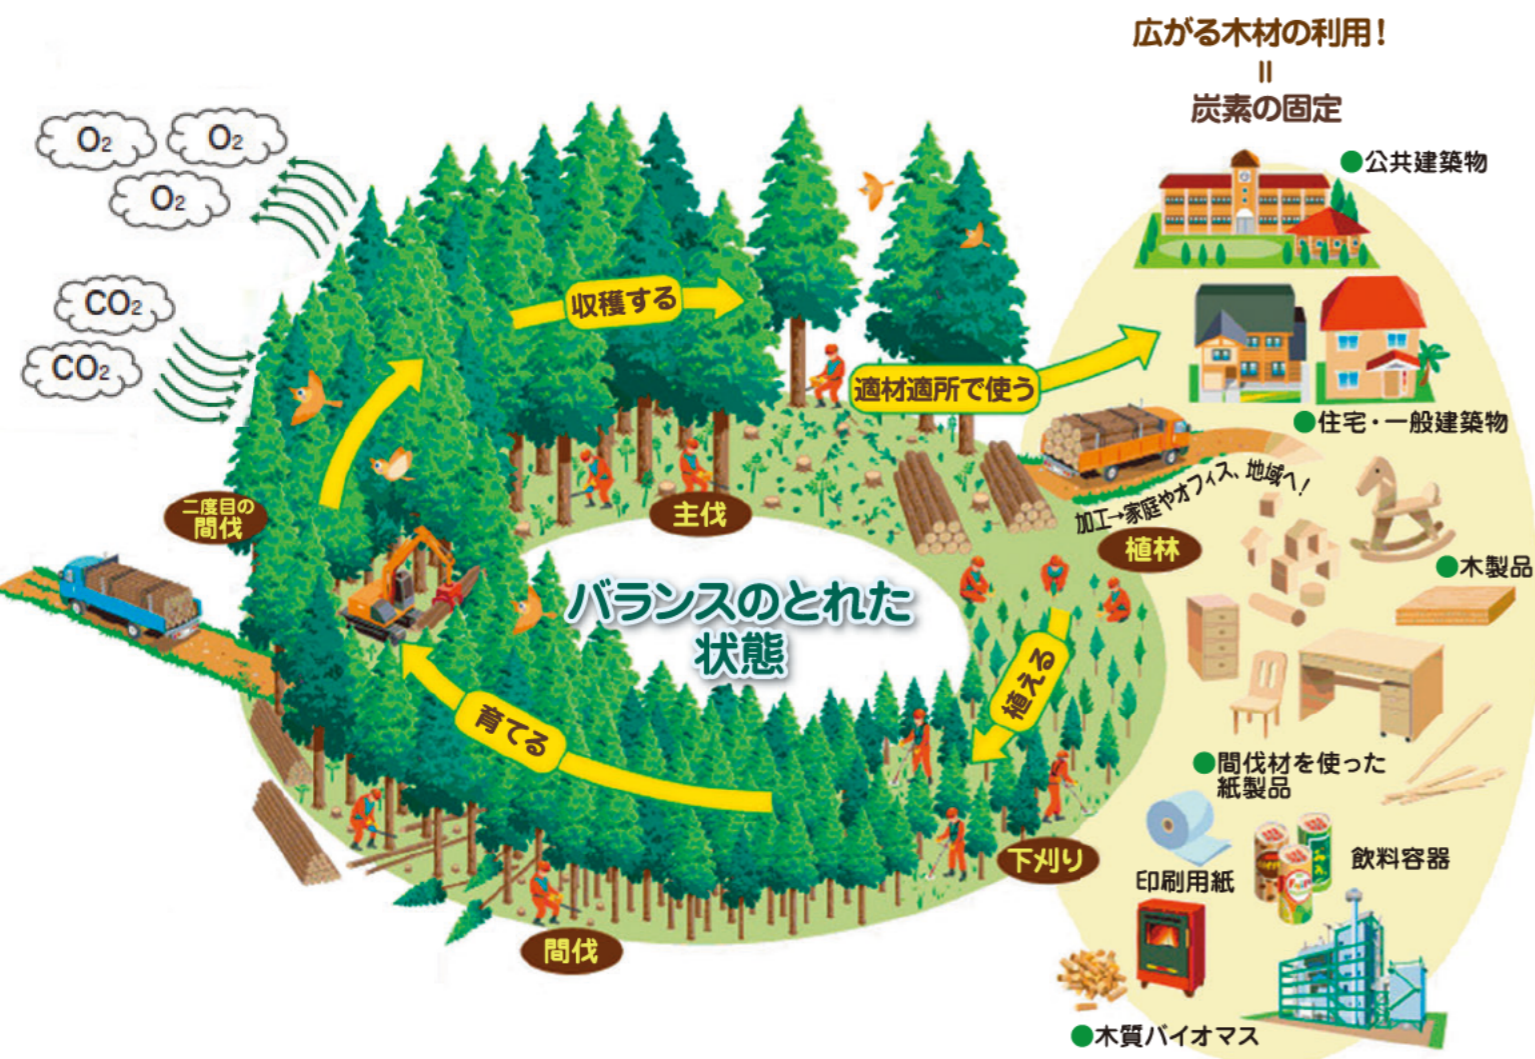 広がる木材の利用！
＝
炭素の固定
●公共建築物
O₂
O₂
O₂
CO₂
CO₂
収穫する
適材適所で使う
●住宅・一般建築物
加工→家庭やオフィス、地域へ！
二度目の
間伐
主伐
植林
●木製品
バランスのとれた
状態
植える
育てる
●間伐材を使った
紙製品
飲料容器
印刷用紙
下刈り
間伐
●木質バイオマス